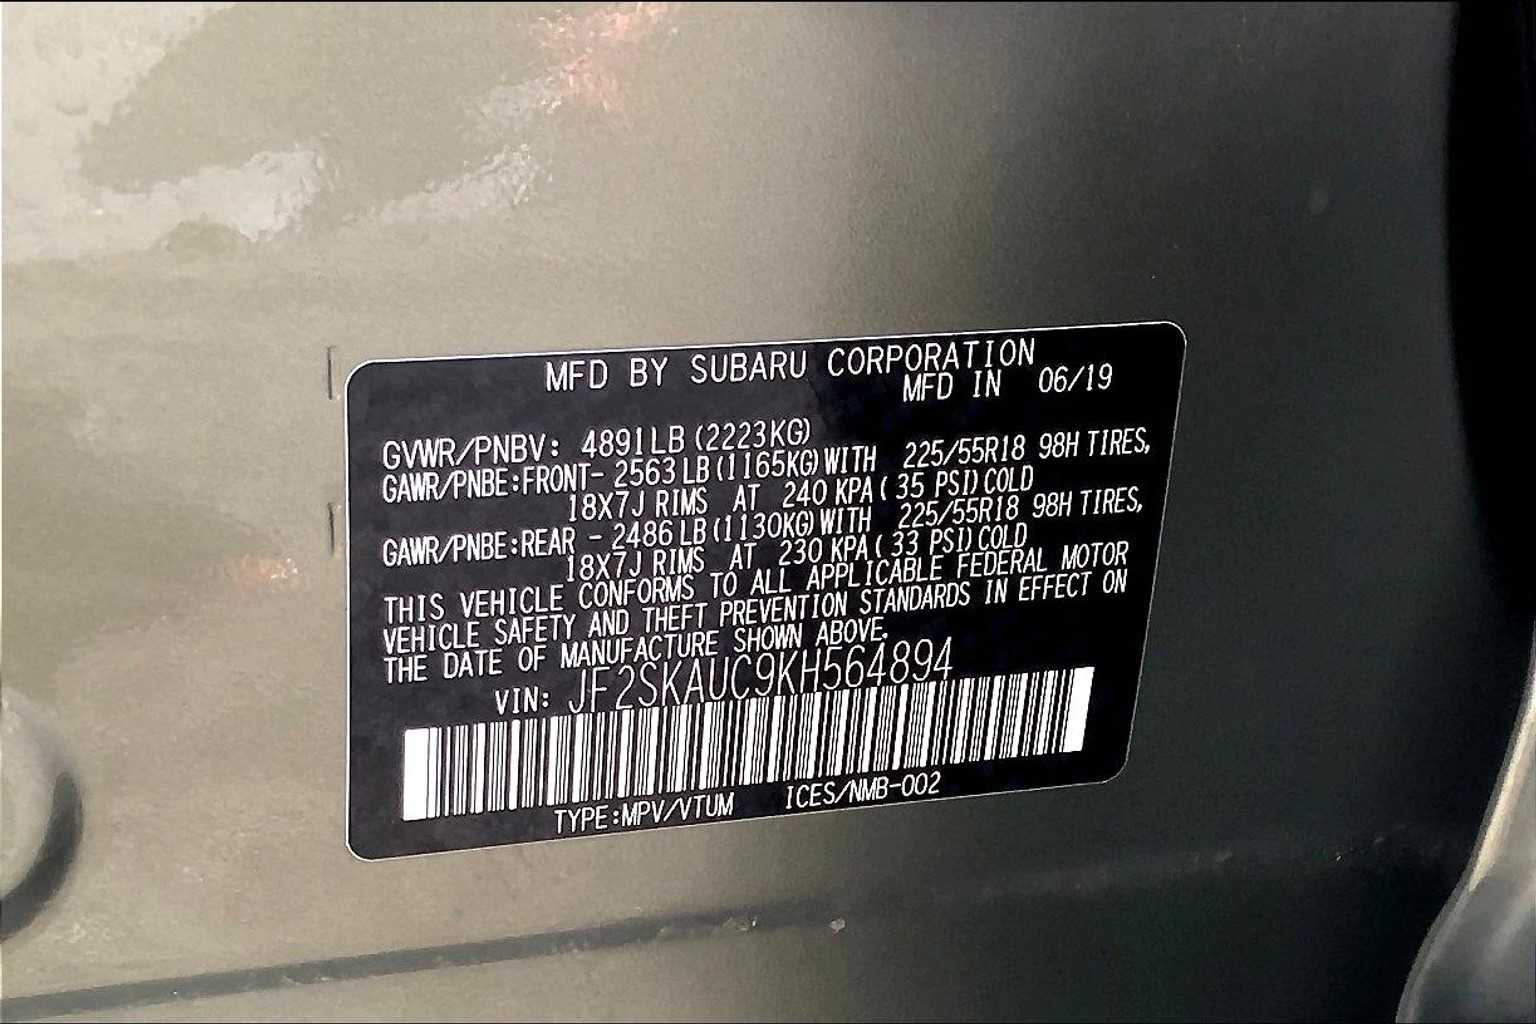 MFD BY SUBARU CORPORATION
MFD IN 06/19
GVWR/PNBV: 4891LB (2223KG)
GAWR/PNBE:FRONT- 2563LB(1165KG)WITH 225/55R18 98H TIRES,
18X7J RIMS AT 240 KPA( 35 PSI)COLD
GAWR/PNBE:REAR - 2486LB(1130KG)WITH 225/55R18 98H TIRES,
18X7J RIMS AT 230 KPA( 33 PSI)COLD
THIS VEHICLE CONFORMS TO ALL APPLICABLE FEDERAL MOTOR
VEHICLE SAFETY AND THEFT PREVENTION STANDARDS IN EFFECT ON
THE DATE OF MANUFACTURE SHOWN ABOVE.
VIN: JF2SKAUC9KH564894
TYPE:MPV/VTUM ICES/NMB-002